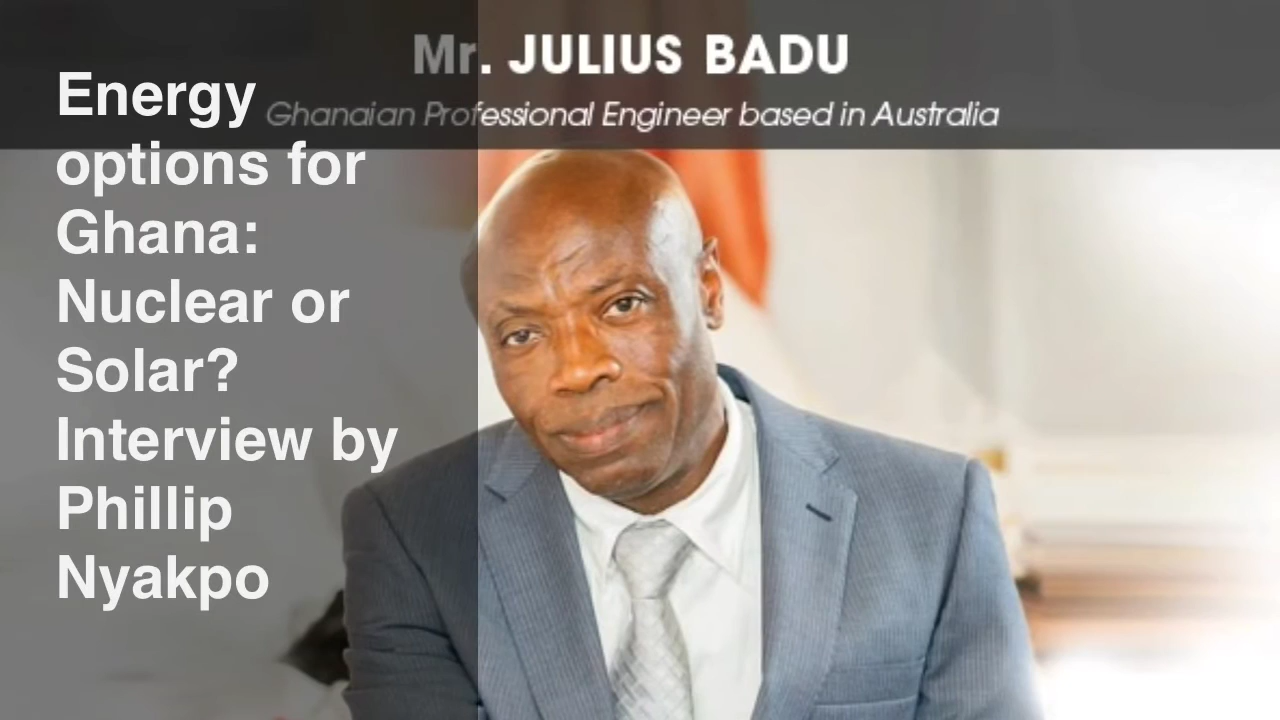 Mr. JULIUS BADU
Ghanaian Professional Engineer based in Australia
Energy
options for
Ghana:
Nuclear or
Solar?
Interview by
Phillip
Nyakpo